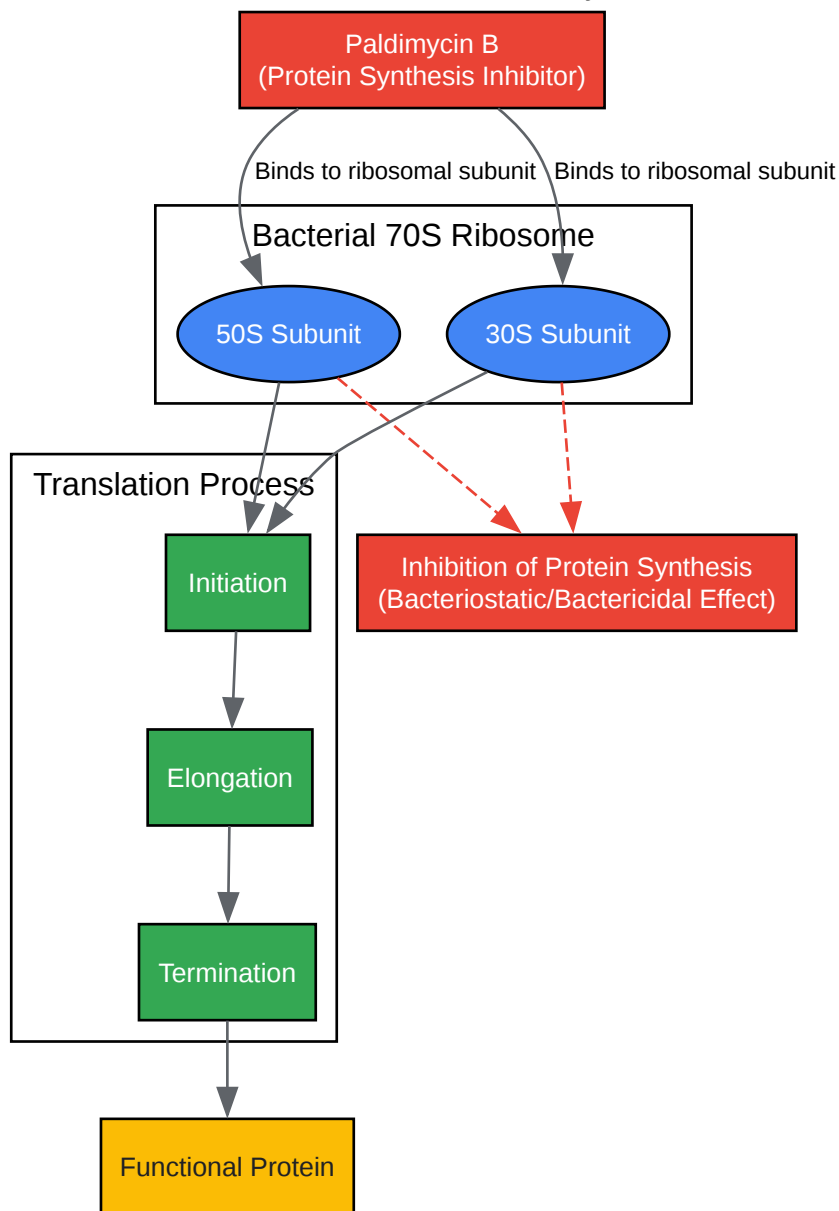 Paldimycin B
(Protein Synthesis Inhibitor)
Binds to ribosomal subunit
Binds to ribosomal subunit
Bacterial 70S Ribosome
50S Subunit
30S Subunit
Translation Process
Initiation
Inhibition of Protein Synthesis
(Bacteriostatic/Bactericidal Effect)
Elongation
Termination
Functional Protein